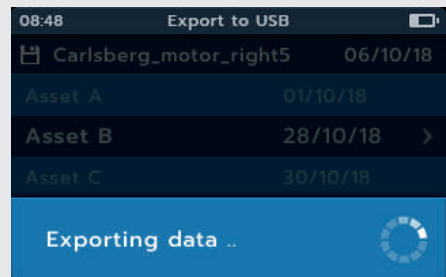 08:48 Export to USB
Carlsberg_motor_right5 06/10/18
Asset A 01/10/18
Asset B 28/10/18 >
Asset C 30/10/18
Exporting data ..